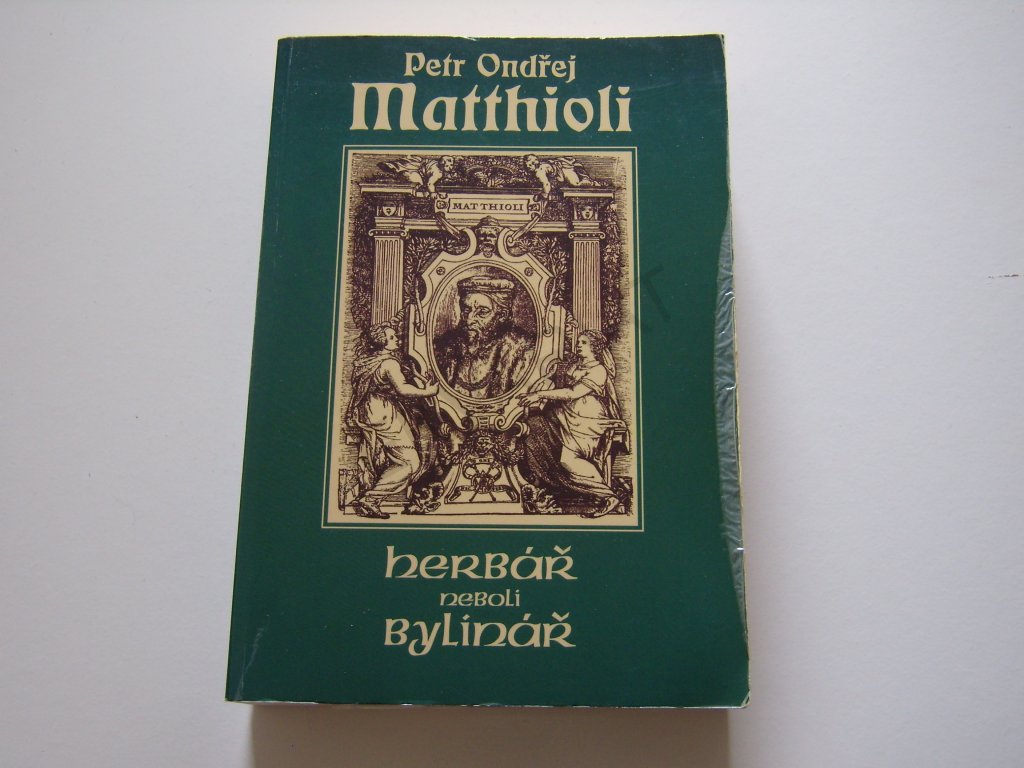 Petr Ondřej
Matthioli
MATTHIOLI
HERBÁŘ
NEBOLI
BYLINÁŘ